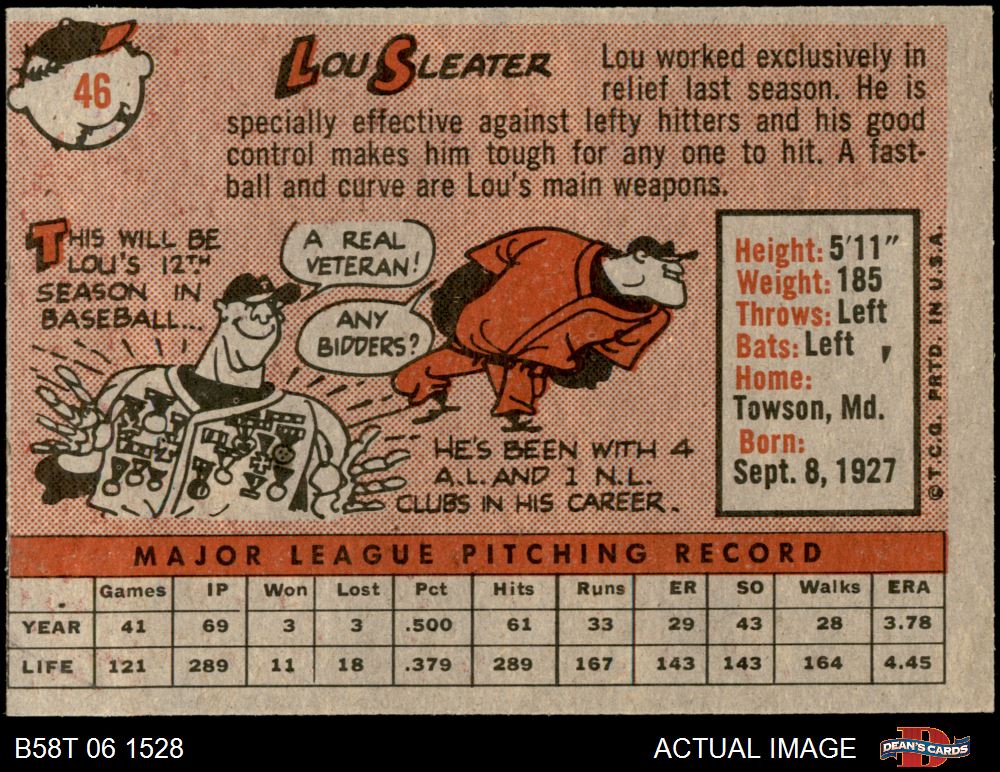 46
LOU SLEATER
Lou worked exclusively in
relief last season. He is
specially effective against lefty hitters and his good
control makes him tough for any one to hit. A fast-
ball and curve are Lou's main weapons.
THIS WILL BE
LOU'S 12TH
SEASON IN
BASEBALL...
A REAL
VETERAN!
ANY
BIDDERS?
HE'S BEEN WITH 4
A.L. AND 1 N.L.
CLUBS IN HIS CAREER.
Height: 5'11"
Weight: 185
Throws: Left
Bats: Left
Home:
Towson, Md.
Born:
Sept. 8, 1927
© T.C.G. PRTD. IN U.S.A.
MAJOR LEAGUE PITCHING RECORD
Games IP Won Lost Pct Hits Runs ER SO Walks ERA
YEAR 41 69 3 3 .500 61 33 29 43 28 3.78
LIFE 121 289 11 18 .379 289 167 143 143 164 4.45
B58T 06 1528
ACTUAL IMAGE
DEAN'S CARDS